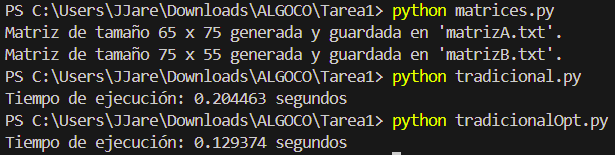 PS C:\Users\JJare\Downloads\ALGOCO\Tarea1> python matrices.py
Matriz de tamaño 65 x 75 generada y guardada en 'matrizA.txt'.
Matriz de tamaño 75 x 55 generada y guardada en 'matrizB.txt'.
PS C:\Users\JJare\Downloads\ALGOCO\Tarea1> python tradicional.py
Tiempo de ejecución: 0.204463 segundos
PS C:\Users\JJare\Downloads\ALGOCO\Tarea1> python tradicionalOpt.py
Tiempo de ejecución: 0.129374 segundos